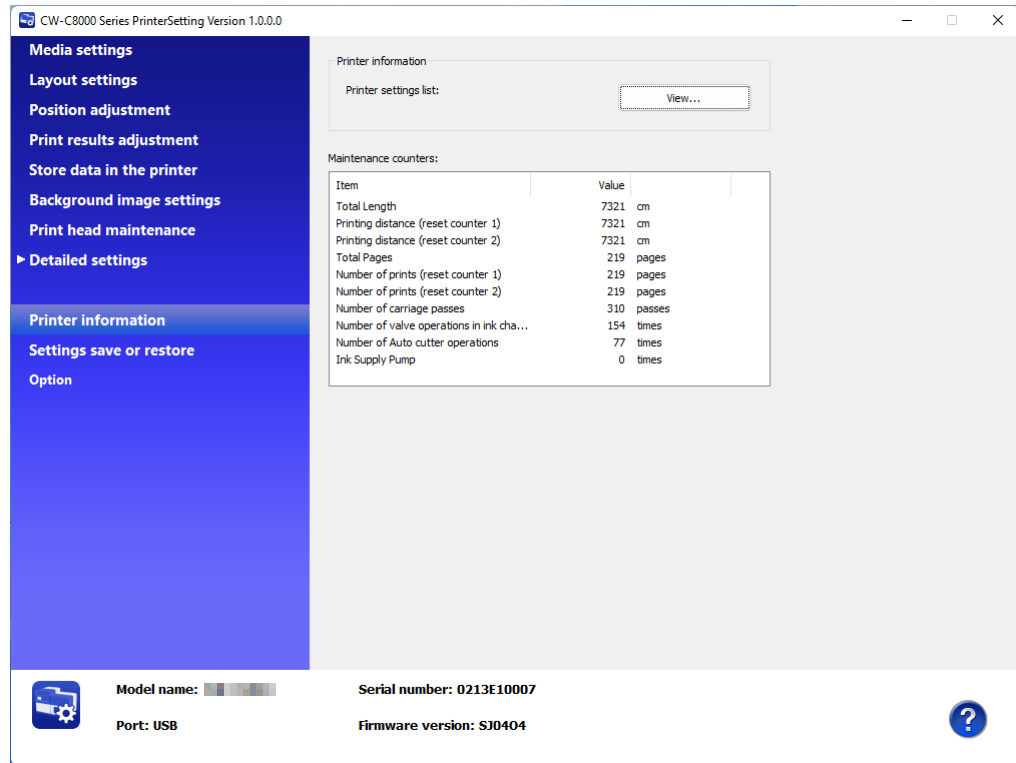 CW-C8000 Series PrinterSetting Version 1.0.0.0
Media settings
Layout settings
Position adjustment
Print results adjustment
Store data in the printer
Background image settings
Print head maintenance
Detailed settings
Printer information
Settings save or restore
Option
Printer information
Printer settings list:
View...
Maintenance counters:
Item Value
Total Length 7321 cm
Printing distance (reset counter 1) 7321 cm
Printing distance (reset counter 2) 7321 cm
Total Pages 219 pages
Number of prints (reset counter 1) 219 pages
Number of prints (reset counter 2) 219 pages
Number of carriage passes 310 passes
Number of valve operations in ink cha... 154 times
Number of Auto cutter operations 77 times
Ink Supply Pump 0 times
Model name: Serial number: 0213E10007
Port: USB Firmware version: SJ04O4
?